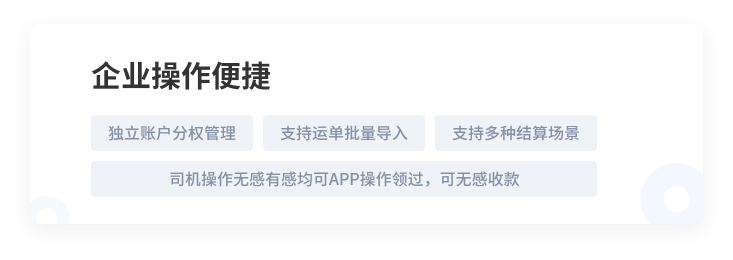 企业操作便捷
独立账户分权管理 支持运单批量导入 支持多种结算场景
司机操作无感有感均可APP操作领过，可无感收款